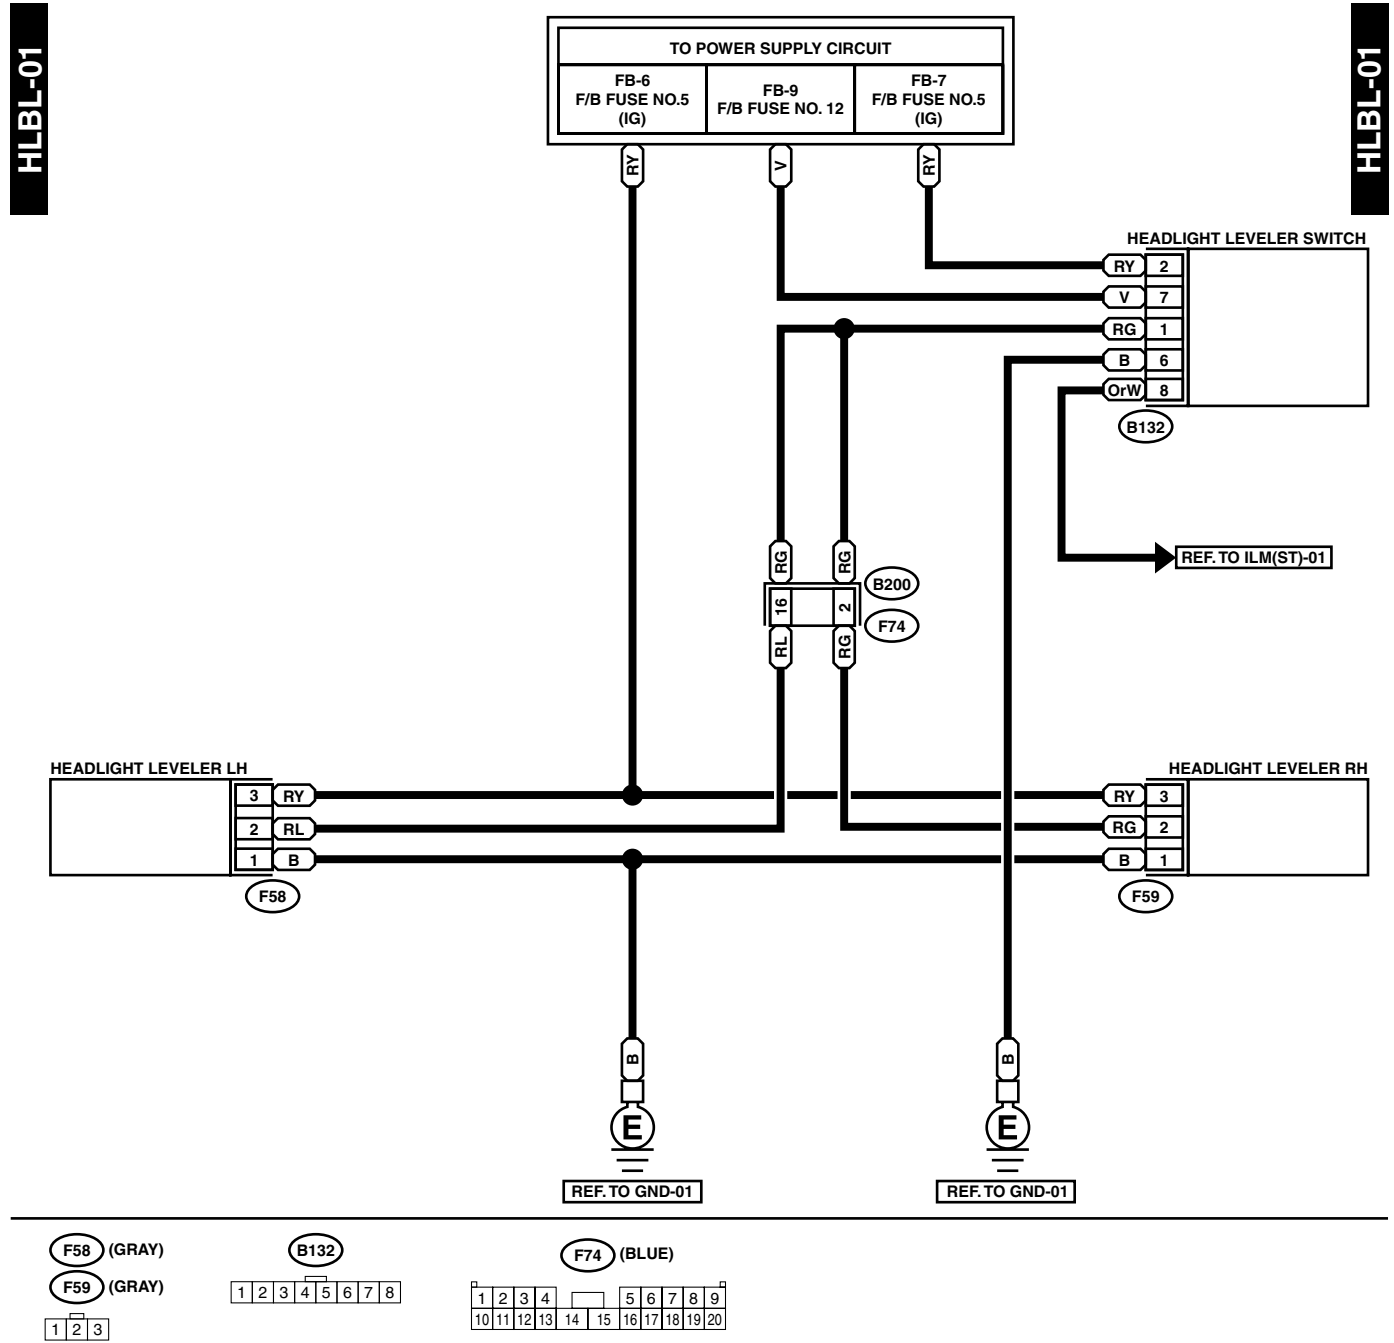 HLBL-01
HLBL-01
TO POWER SUPPLY CIRCUIT
FB-6
F/B FUSE NO.5
(IG)
FB-9
F/B FUSE NO. 12
FB-7
F/B FUSE NO.5
(IG)
RY
V
RY
HEADLIGHT LEVELER SWITCH
RY 2
V 7
RG 1
B 6
OrW 8
B132
REF. TO ILM(ST)-01
RG RG
B200
16 2
F74
RL RG
HEADLIGHT LEVELER LH
3 RY
2 RL
1 B
F58
HEADLIGHT LEVELER RH
RY 3
RG 2
B 1
F59
B
E
REF. TO GND-01
B
E
REF. TO GND-01
F58 (GRAY)
F59 (GRAY)
1 2 3
B132
1 2 3 4 5 6 7 8
F74 (BLUE)
1 2 3 4 5 6 7 8 9
10 11 12 13 14 15 16 17 18 19 20